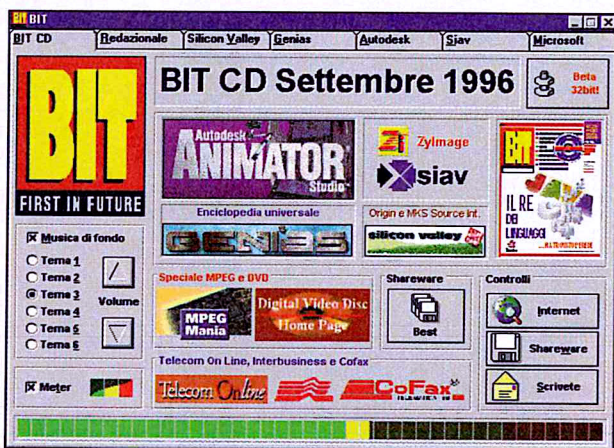 BIT BIT
BIT CD
Redazionale
Silicon Valley
Genias
Autodesk
Siav
Microsoft
BIT
FIRST IN FUTURE
BIT CD Settembre 1996
Beta
32bit!
Autodesk
ANIMATOR
Studio
ZyImage
siav
BIT
IL RE
DEI
LINGUAGGI
Enciclopedia universale
GENIAS
Origin e MKS Source Int.
silicon valley
Musica di fondo
Tema 1
Tema 2
Tema 3
Tema 4
Tema 5
Tema 6
Volume
Speciale MPEG e DVD
MPEG
Mania
Digital Video Disc
Home Page
Shareware
Best
Controlli
Internet
Shareware
Scrivete
Telecom On Line, Interbusiness e Cofax
Telecom Online
CoFax
TELEMATICA
Meter